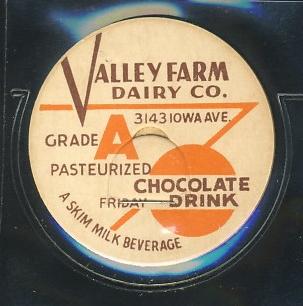 VALLEY FARM
DAIRY CO.
3143 IOWA AVE.
GRADE A
PASTEURIZED
CHOCOLATE
FRIDAY DRINK
A SKIM MILK BEVERAGE